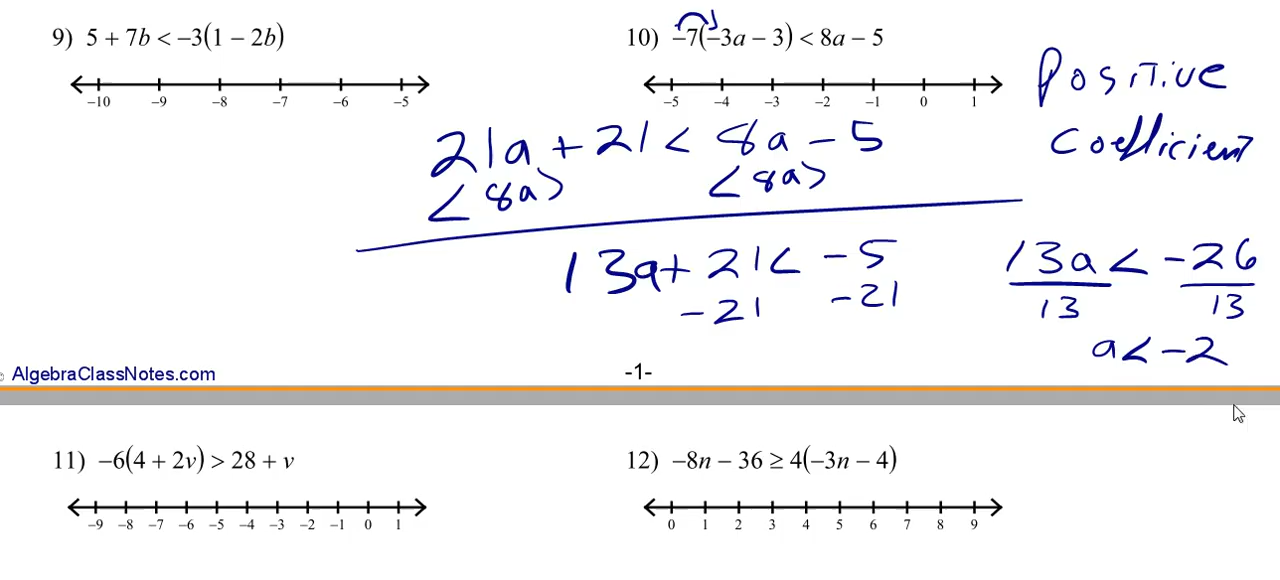 9) 5 + 7b < −3(1 − 2b)
−10 −9 −8 −7 −6 −5
10) −7(−3a − 3) < 8a − 5
−5 −4 −3 −2 −1 0 1
Positive
Coefficient
21a + 21 < 8a − 5
< 8a > < 8a >
13a + 21 < −5
−21 −21
13a < −26
13 13
a < −2
© AlgebraClassNotes.com
-1-
11) −6(4 + 2v) > 28 + v
−9 −8 −7 −6 −5 −4 −3 −2 −1 0 1
12) −8n − 36 ≥ 4(−3n − 4)
0 1 2 3 4 5 6 7 8 9